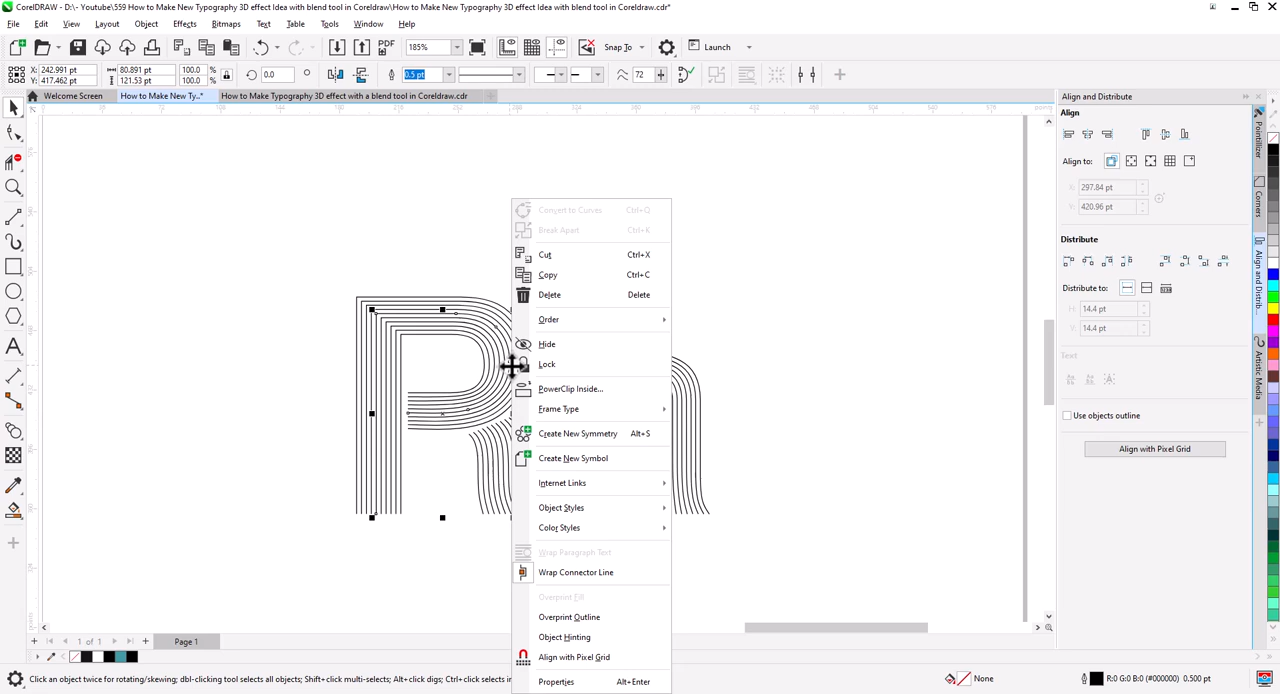 CorelDRAW - D:\- Youtube\559 How to Make New Typography 3D effect Idea with blend tool in Coreldraw\How to Make New Typography 3D effect Idea with blend tool in Coreldraw.cdr*
File Edit View Layout Object Effects Bitmaps Text Table Tools Window Help
PDF 185% Snap To Launch
X: 242.991 pt 80.891 pt 100.0 %
Y: 417.462 pt 121.53 pt 100.0 %
0.0 0.5 pt 72
Welcome Screen How to Make New Ty...* How to Make Typography 3D effect with a blend tool in Coreldraw.cdr
Align and Distribute
Align
Align to:
X: 297.84 pt
Y: 420.96 pt
Distribute
Distribute to:
H: 14.4 pt
V: 14.4 pt
Text
Use objects outline
Align with Pixel Grid
Pointillizer
Corners
Align and Distribute
Artistic Media
Convert to Curves Ctrl+Q
Break Apart Ctrl+K
Cut Ctrl+X
Copy Ctrl+C
Delete Delete
Order
Hide
Lock
PowerClip Inside...
Frame Type
Create New Symmetry Alt+S
Create New Symbol
Internet Links
Object Styles
Color Styles
Wrap Paragraph Text
Wrap Connector Line
Overprint Fill
Overprint Outline
Object Hinting
Align with Pixel Grid
Properties Alt+Enter
1 of 1 Page 1
Click an object twice for rotating/skewing; dbl-clicking tool selects all objects; Shift+click multi-selects; Alt+click digs; Ctrl+click selects in
None R:0 G:0 B:0 (#000000) 0.500 pt